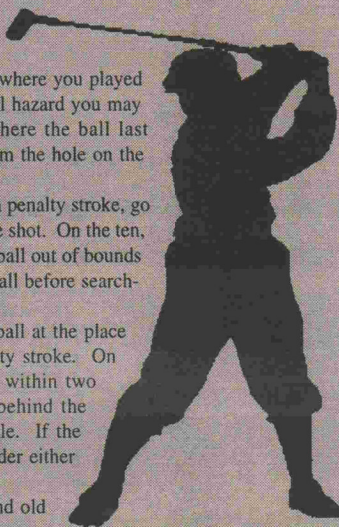 where you played
l hazard you may
here the ball last
m the hole on the
penalty stroke, go
e shot. On the ten,
ball out of bounds
all before search-
ball at the place
ty stroke. On
within two
behind the
le. If the
der either
nd old